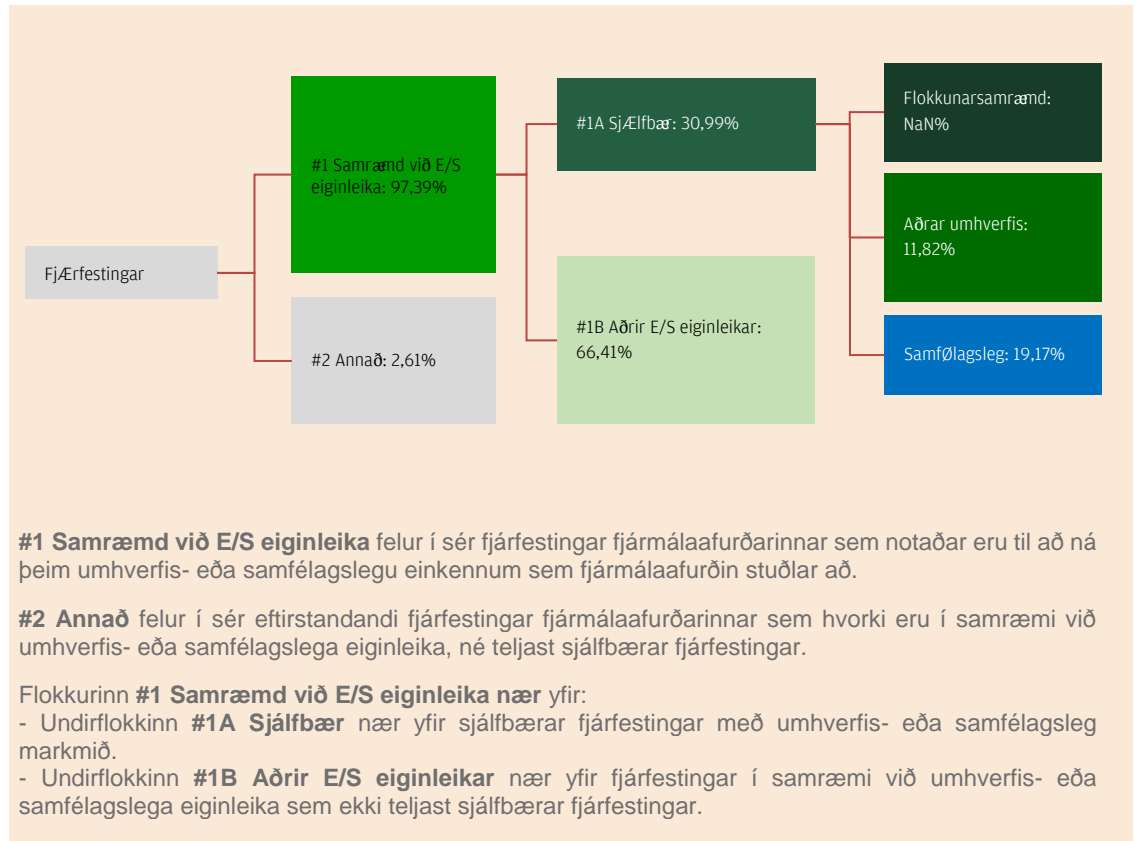 Fjӕrfestingar
#1 Samræmd við E/S
eiginleika: 97,39%
#2 Annað: 2,61%
#1A SjÆlfbær: 30,99%
#1B Aðrir E/S eiginleikar:
66,41%
Flokkunarsamræmd:
NaN%
Aðrar umhverfis:
11,82%
SamfØlagsleg: 19,17%
#1 Samræmd við E/S eiginleika felur í sér fjárfestingar fjármálaafurðarinnar sem notaðar eru til að ná
þeim umhverfis- eða samfélagslegu einkennum sem fjármálaafurðin stuðlar að.
#2 Annað felur í sér eftirstandandi fjárfestingar fjármálaafurðarinnar sem hvorki eru í samræmi við
umhverfis- eða samfélagslega eiginleika, né teljast sjálfbærar fjárfestingar.
Flokkurinn #1 Samræmd við E/S eiginleika nær yfir:
- Undirflokkinn #1A Sjálfbær nær yfir sjálfbærar fjárfestingar með umhverfis- eða samfélagsleg
markmið.
- Undirflokkinn #1B Aðrir E/S eiginleikar nær yfir fjárfestingar í samræmi við umhverfis- eða
samfélagslega eiginleika sem ekki teljast sjálfbærar fjárfestingar.